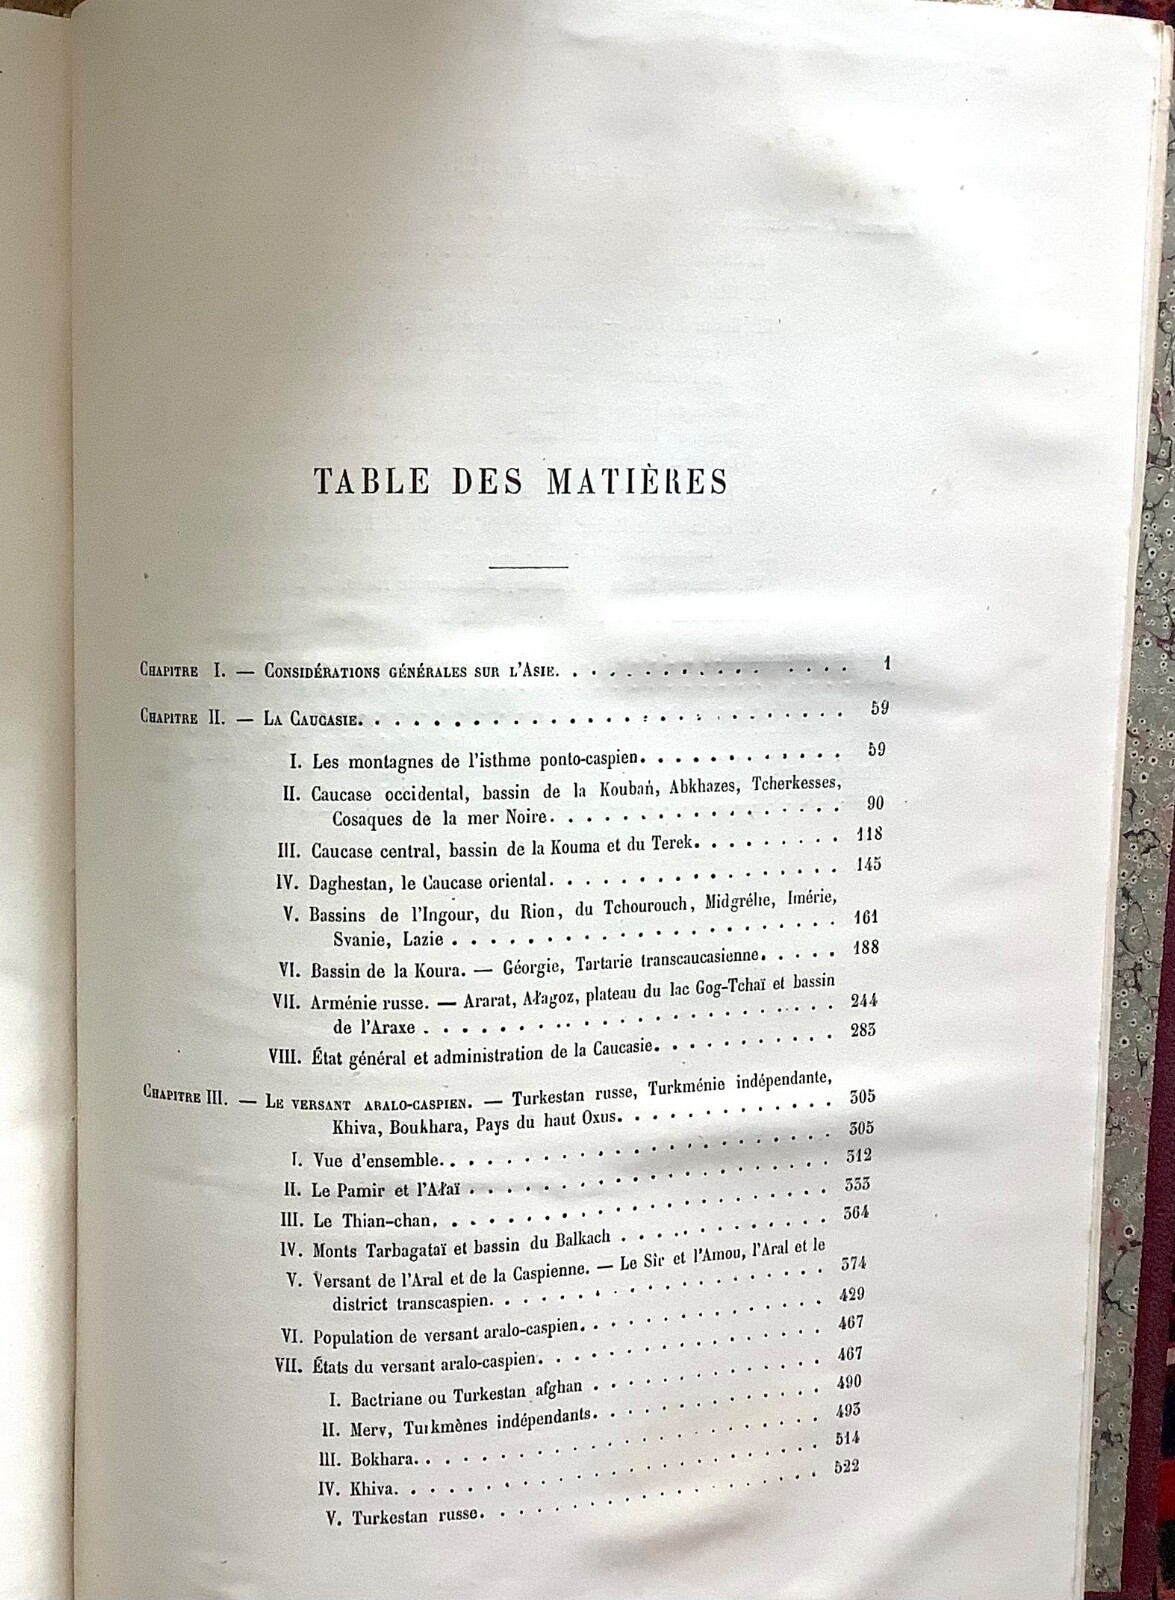 TABLE DES MATIÈRES
CHAPITRE I. — CONSIDÉRATIONS GÉNÉRALES SUR L'ASIE. . . . . . . . . . . . . . . 1
CHAPITRE II. — LA CAUCASIE. . . . . . . . . . . . . . . . . . . . . . . . . 59
I. Les montagnes de l'isthme ponto-caspien. . . . . . . . . . . 59
II. Caucase occidental, bassin de la Kouban, Abkhazes, Tcherkesses,
Cosaques de la mer Noire. . . . . . . . . . . . . . . . 90
III. Caucase central, bassin de la Kouma et du Terek. . . . . . . . 118
IV. Daghestan, le Caucase oriental. . . . . . . . . . . . . . . . 145
V. Bassins de l'Ingour, du Rion, du Tchourouch, Midgrélie, Imérie,
Svanie, Lazie . . . . . . . . . . . . . . . . . . . . . 161
VI. Bassin de la Koura. — Géorgie, Tartarie transcaucasienne. . . . . 188
VII. Arménie russe. — Ararat, Ałagoz, plateau du lac Gog-Tchaï et bassin
de l'Araxe . . . . . . . . . . . . . . . . . . . . . . 244
VIII. État général et administration de la Caucasie. . . . . . . . . . 283
CHAPITRE III. — LE VERSANT ARALO-CASPIEN. — Turkestan russe, Turkménie indépendante,
Khiva, Boukhara, Pays du haut Oxus. . . . . . . . . . . . 305
I. Vue d'ensemble. . . . . . . . . . . . . . . . . . . . . 305
II. Le Pamir et l'Ałaï . . . . . . . . . . . . . . . . . . . 312
III. Le Thian-chan. . . . . . . . . . . . . . . . . . . . . 333
IV. Monts Tarbagataï et bassin du Balkach . . . . . . . . . . . 364
V. Versant de l'Aral et de la Caspienne. — Le Sîr et l'Amou, l'Aral et le
district transcaspien. . . . . . . . . . . . . . . . . . 374
VI. Population de versant aralo-caspien. . . . . . . . . . . . . 429
VII. États du versant aralo-caspien. . . . . . . . . . . . . . . 467
I. Bactriane ou Turkestan afghan . . . . . . . . . . . . 467
II. Merv, Turkmènes indépendants. . . . . . . . . . . . 490
III. Bokhara. . . . . . . . . . . . . . . . . . . . . 493
IV. Khiva. . . . . . . . . . . . . . . . . . . . . . 514
V. Turkestan russe. . . . . . . . . . . . . . . . . . 522